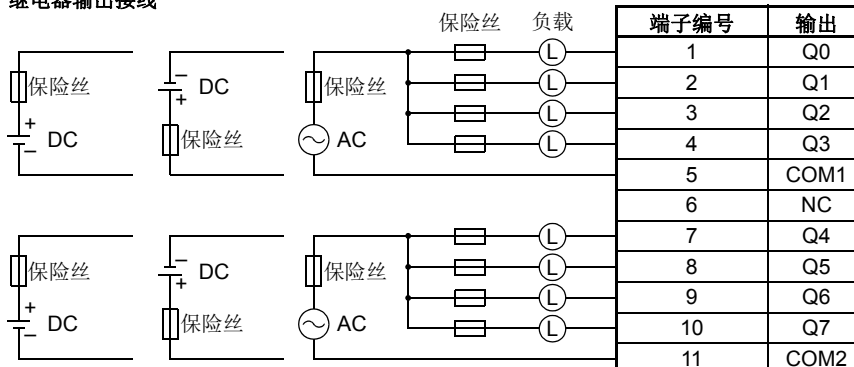 继电器输出接线
保险丝 负载
端子编号 输出
1 Q0
2 Q1
3 Q2
4 Q3
5 COM1
6 NC
7 Q4
8 Q5
9 Q6
10 Q7
11 COM2
保险丝
+
−
DC
−
+
DC
保险丝
保险丝
AC
L
L
L
L
保险丝
+
−
DC
−
+
DC
保险丝
保险丝
AC
L
L
L
L